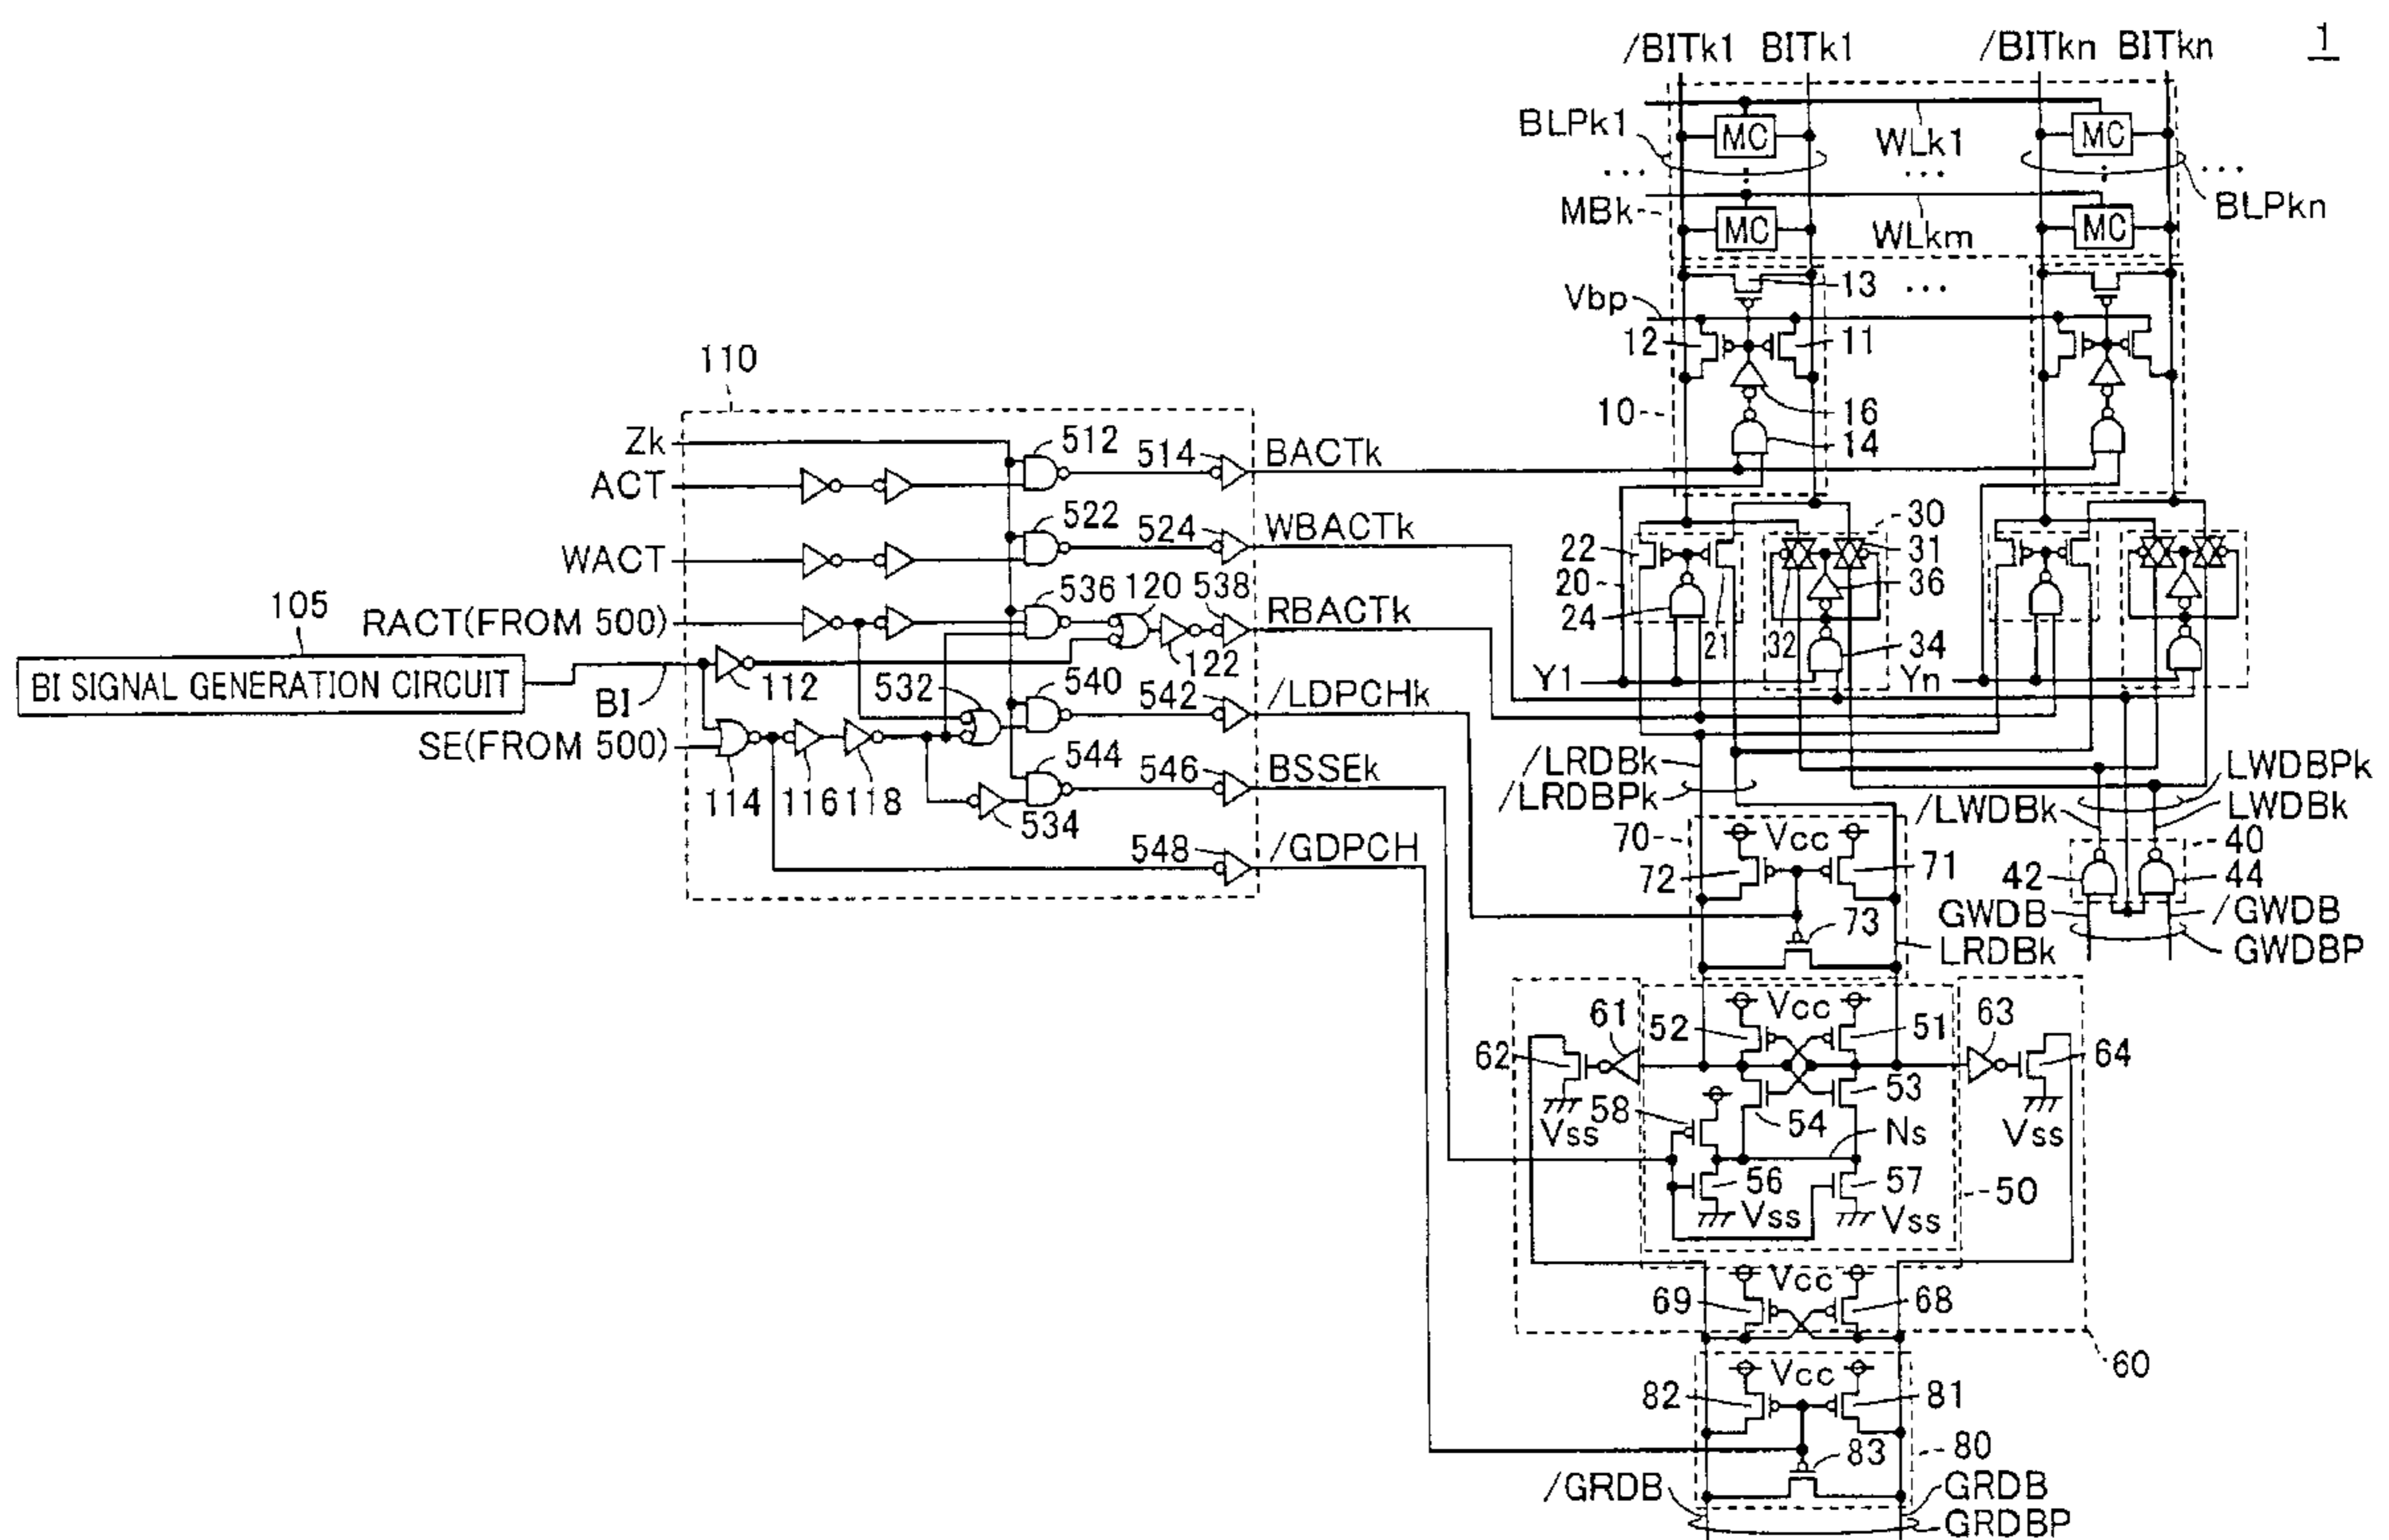 /BITk1 BITk1 /BITkn BITkn 1
BLPk1 MC WLk1 MC
... ... ...
MBk MC WLkm MC BLPkn
13 ...
Vbp
12 11
110
10 16
14
Zk 512 514 BACTk
ACT
522 524 WBACTk 30
WACT 22 31
20 36
105 536 120 538 RBACTk 24
RACT(FROM 500) 21 32 34
BI SIGNAL GENERATION CIRCUIT
112 122 Y1 Yn
BI 532 540 542 /LDPCHk
SE(FROM 500)
544 546 BSSEk /LRDBk LWDBPk
114 116 118 /LRDBPk /LWDBk LWDBk
534
548 /GDPCH 70 Vcc 40
72 71 42 44
73 GWDB /GWDB
LRDBk GWDBP
61 52 Vcc 51 63
62 64
58 53
Vss 54 Ns Vss
56 57 50
Vss Vss
Vcc
69 68
60
Vcc
82 81
83 80
/GRDB GRDB
GRDBP